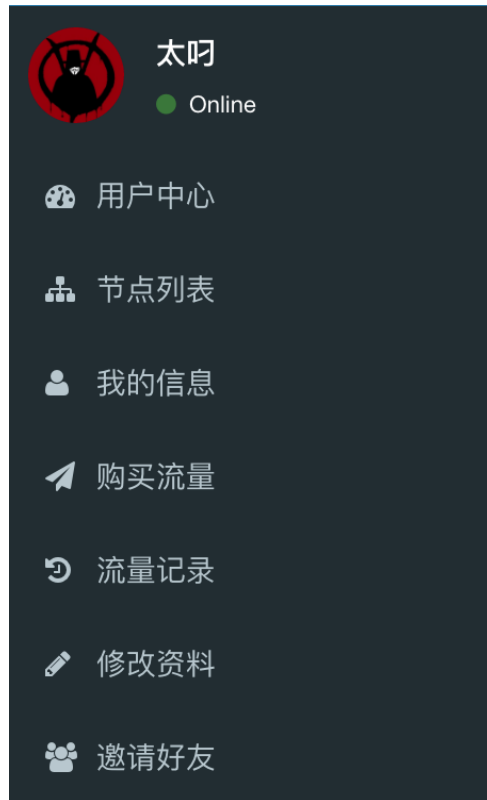 太叼
Online
用户中心
节点列表
我的信息
购买流量
流量记录
修改资料
邀请好友